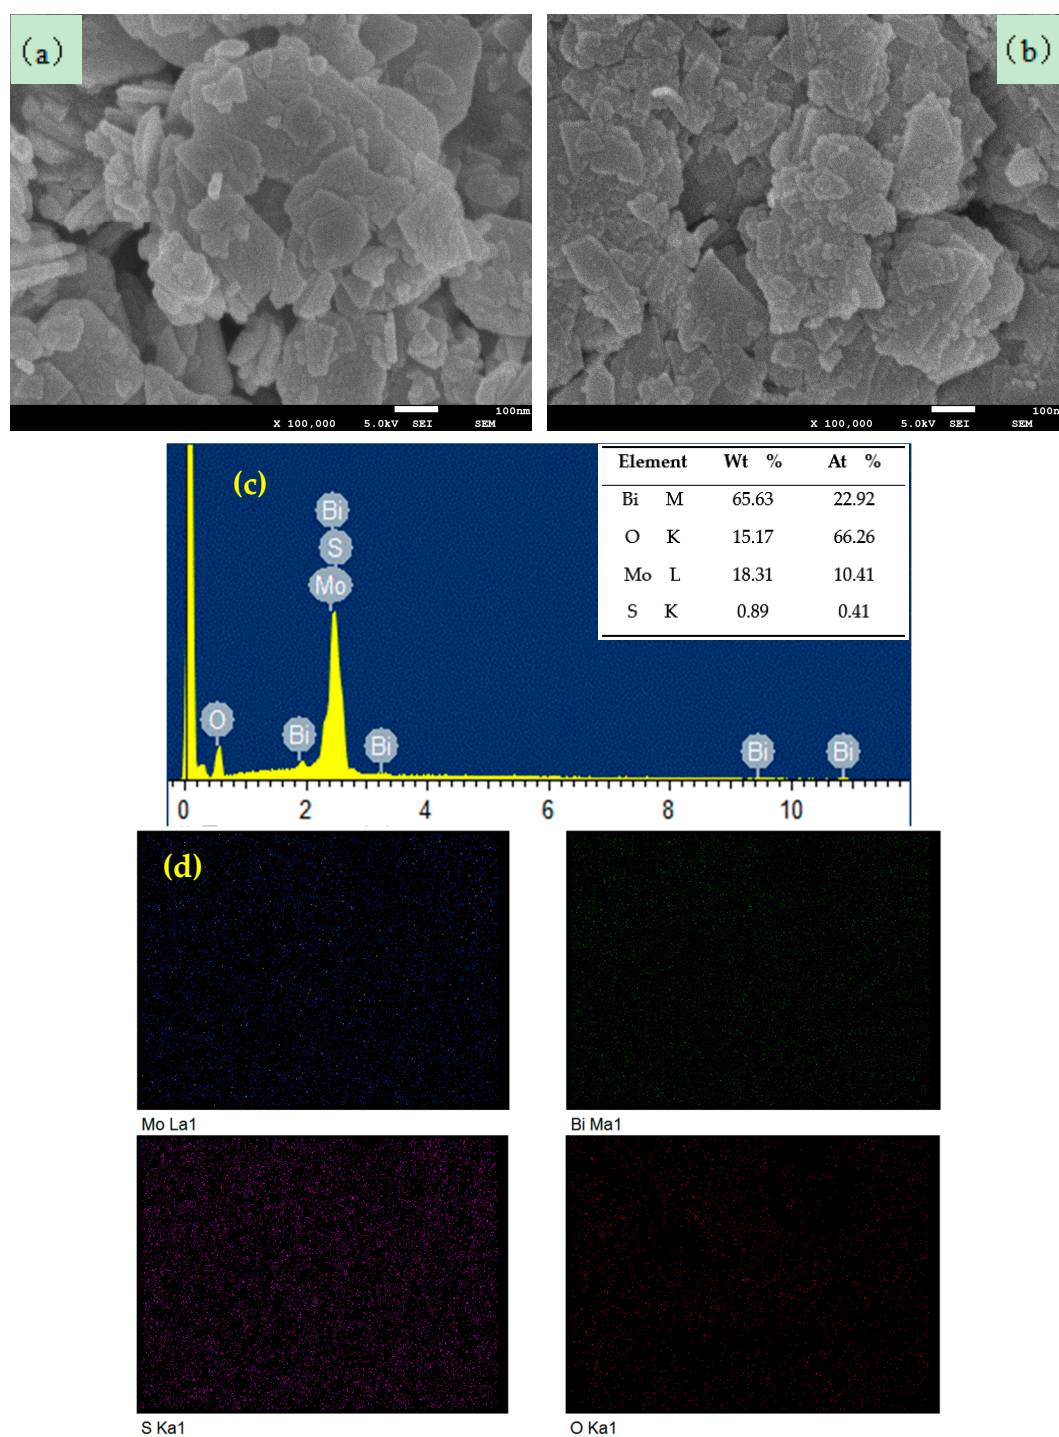 (a)
(b)
X 100,000 5.0kV SEI SEM 100nm
X 100,000 5.0kV SEI SEM 100n
(c)
Element Wt % At %
Bi M 65.63 22.92
O K 15.17 66.26
Mo L 18.31 10.41
S K 0.89 0.41
Bi
S
Mo
O
Bi
Bi
Bi
Bi
0 2 4 6 8 10
(d)
Mo La1
Bi Ma1
S Ka1
O Ka1